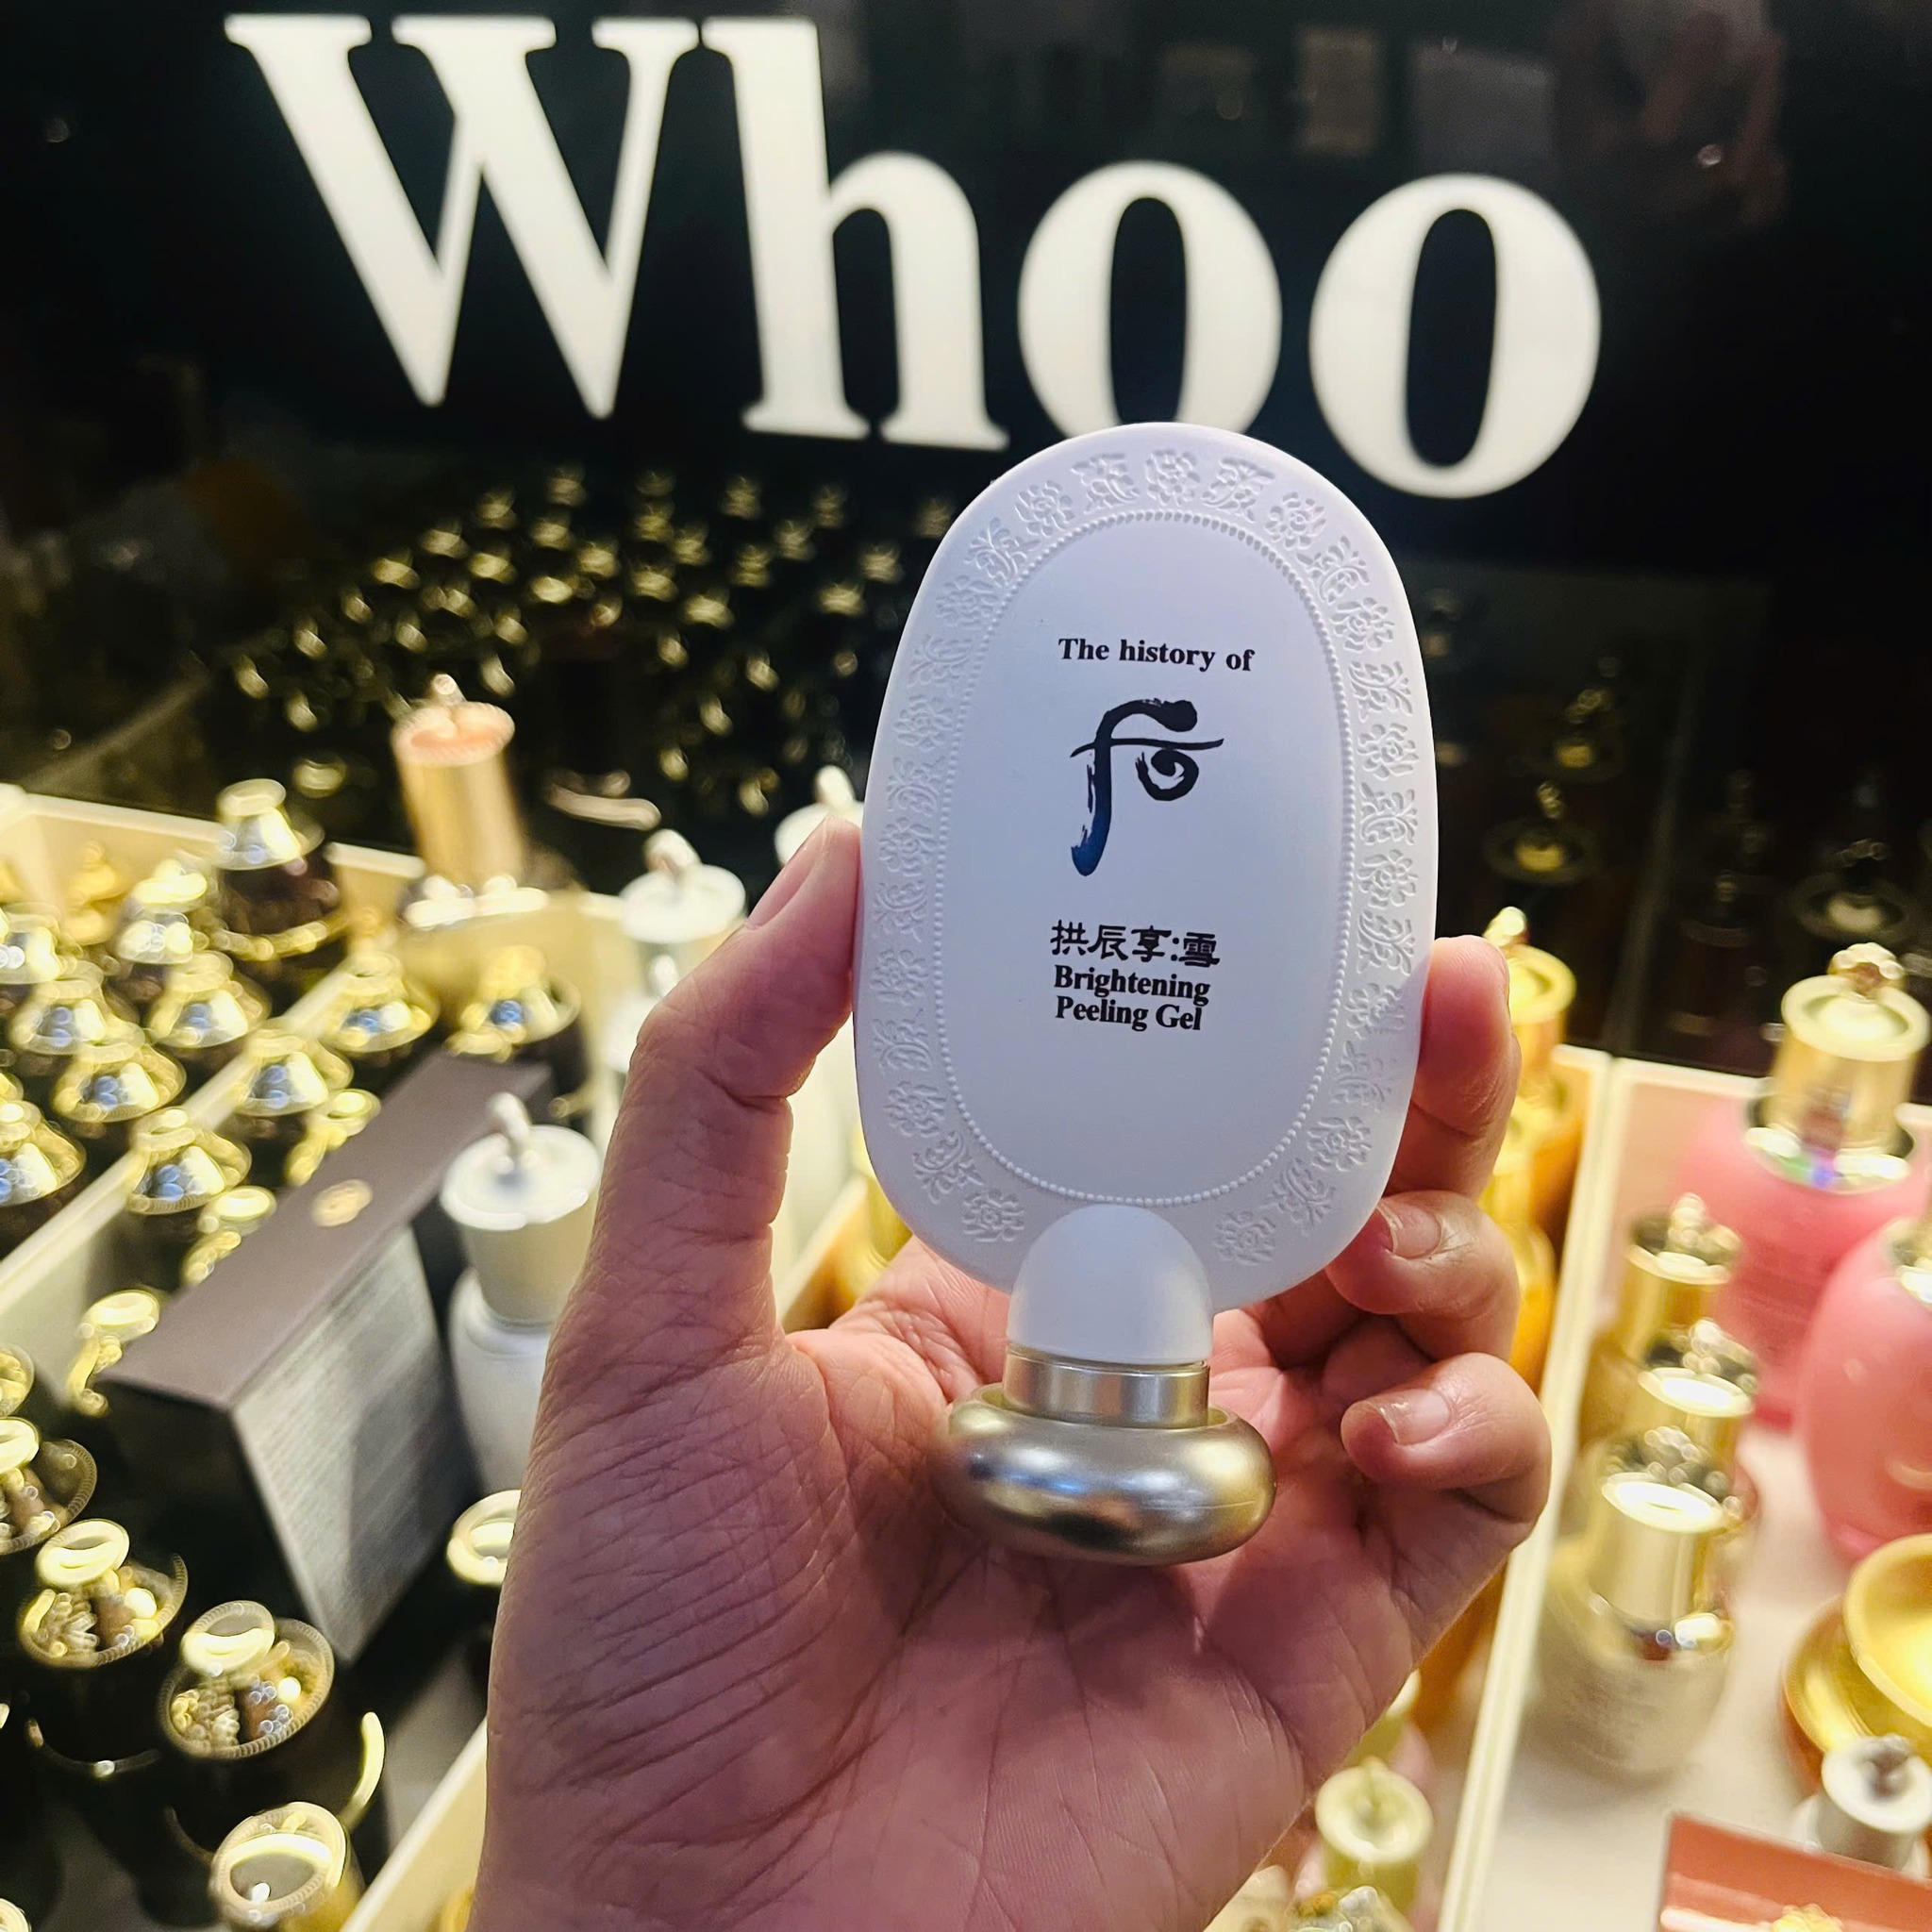 Whoo
The history of
后
拱辰享:雪
Brightening
Peeling Gel